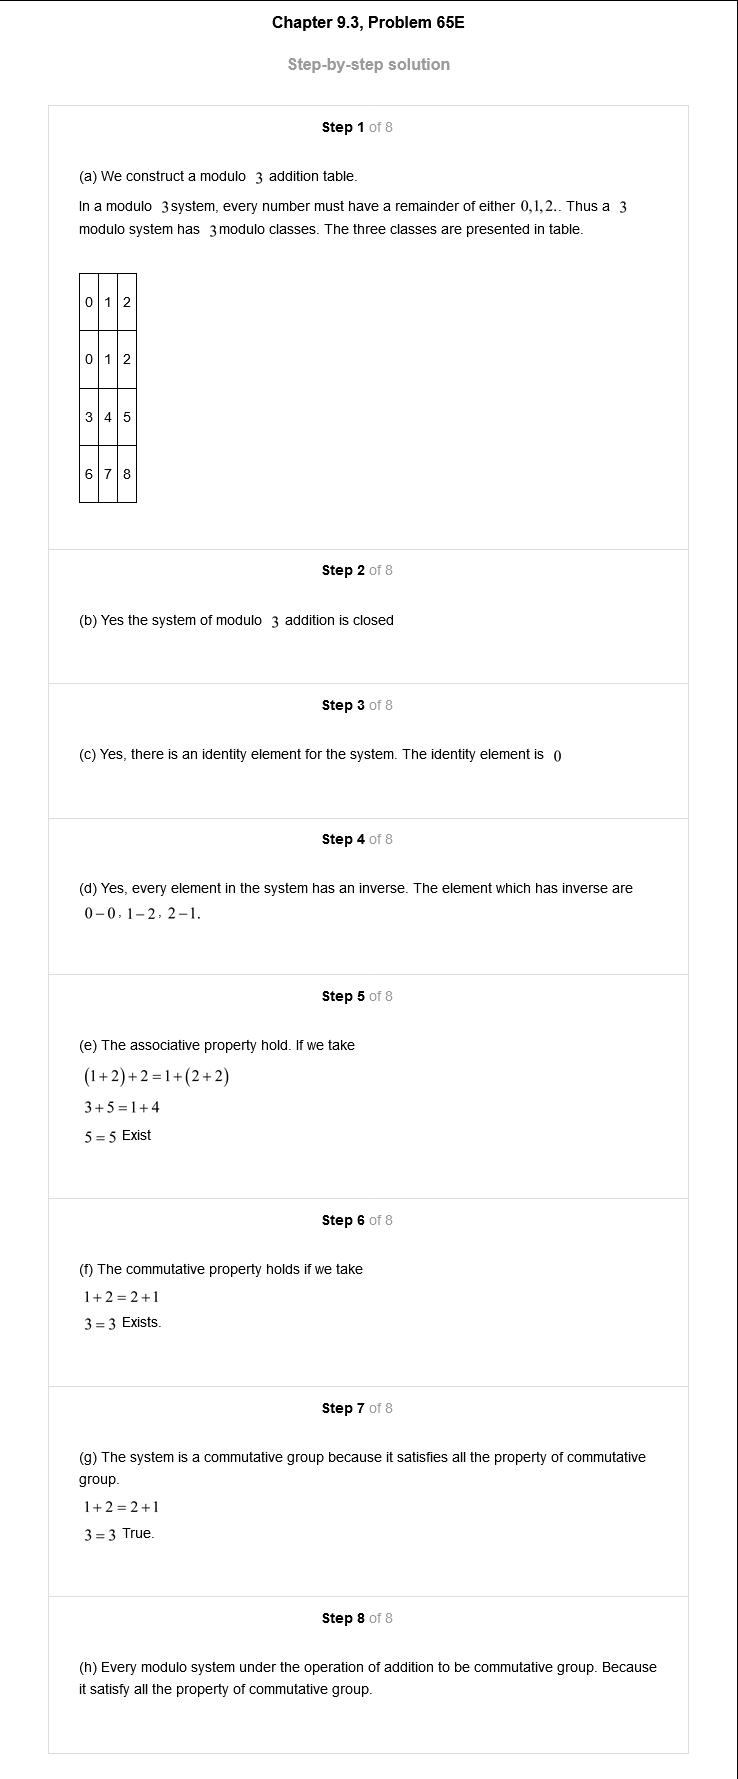 Chapter 9.3, Problem 65E
Step-by-step solution
Step 1 of 8
(a) We construct a modulo 3 addition table.
In a modulo 3 system, every number must have a remainder of either 0,1,2.. Thus a 3
modulo system has 3 modulo classes. The three classes are presented in table.
0 1 2
0 1 2
3 4 5
6 7 8
Step 2 of 8
(b) Yes the system of modulo 3 addition is closed
Step 3 of 8
(c) Yes, there is an identity element for the system. The identity element is 0
Step 4 of 8
(d) Yes, every element in the system has an inverse. The element which has inverse are
0−0, 1−2, 2−1.
Step 5 of 8
(e) The associative property hold. If we take
(1+2)+2=1+(2+2)
3+5=1+4
5=5 Exist
Step 6 of 8
(f) The commutative property holds if we take
1+2=2+1
3=3 Exists.
Step 7 of 8
(g) The system is a commutative group because it satisfies all the property of commutative
group.
1+2=2+1
3=3 True.
Step 8 of 8
(h) Every modulo system under the operation of addition to be commutative group. Because
it satisfy all the property of commutative group.